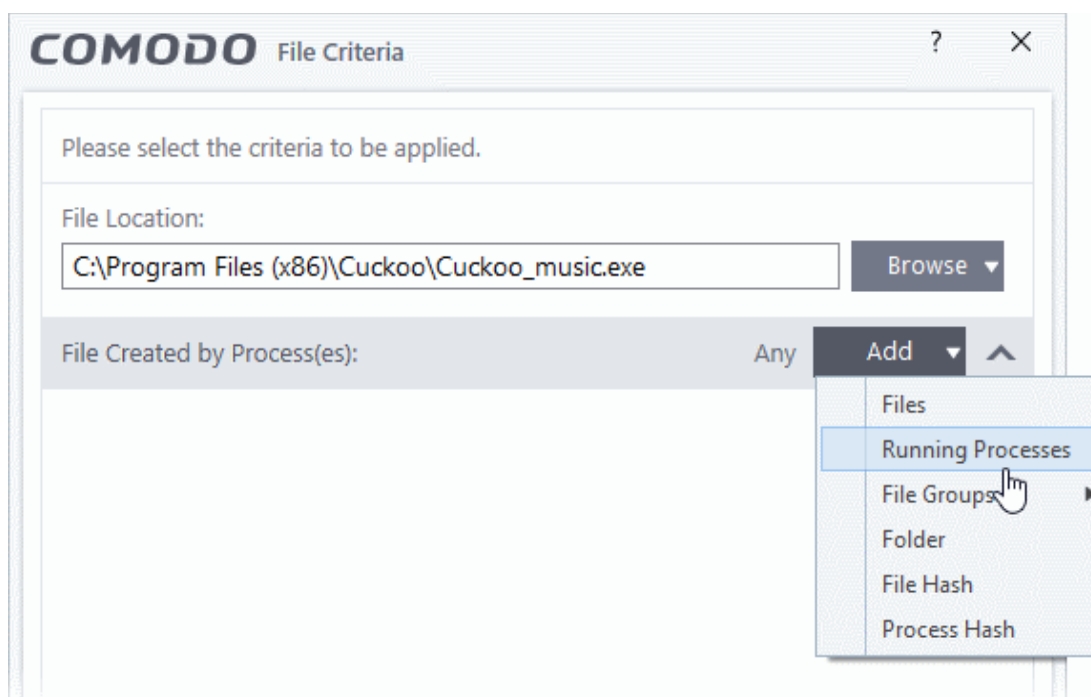 COMODO File Criteria ?
Please select the criteria to be applied.
File Location:
C:\Program Files (x86)\Cuckoo\Cuckoo_music.exe Browse
File Created by Process(es): Any Add
Files
Running Processes
File Groups
Folder
File Hash
Process Hash